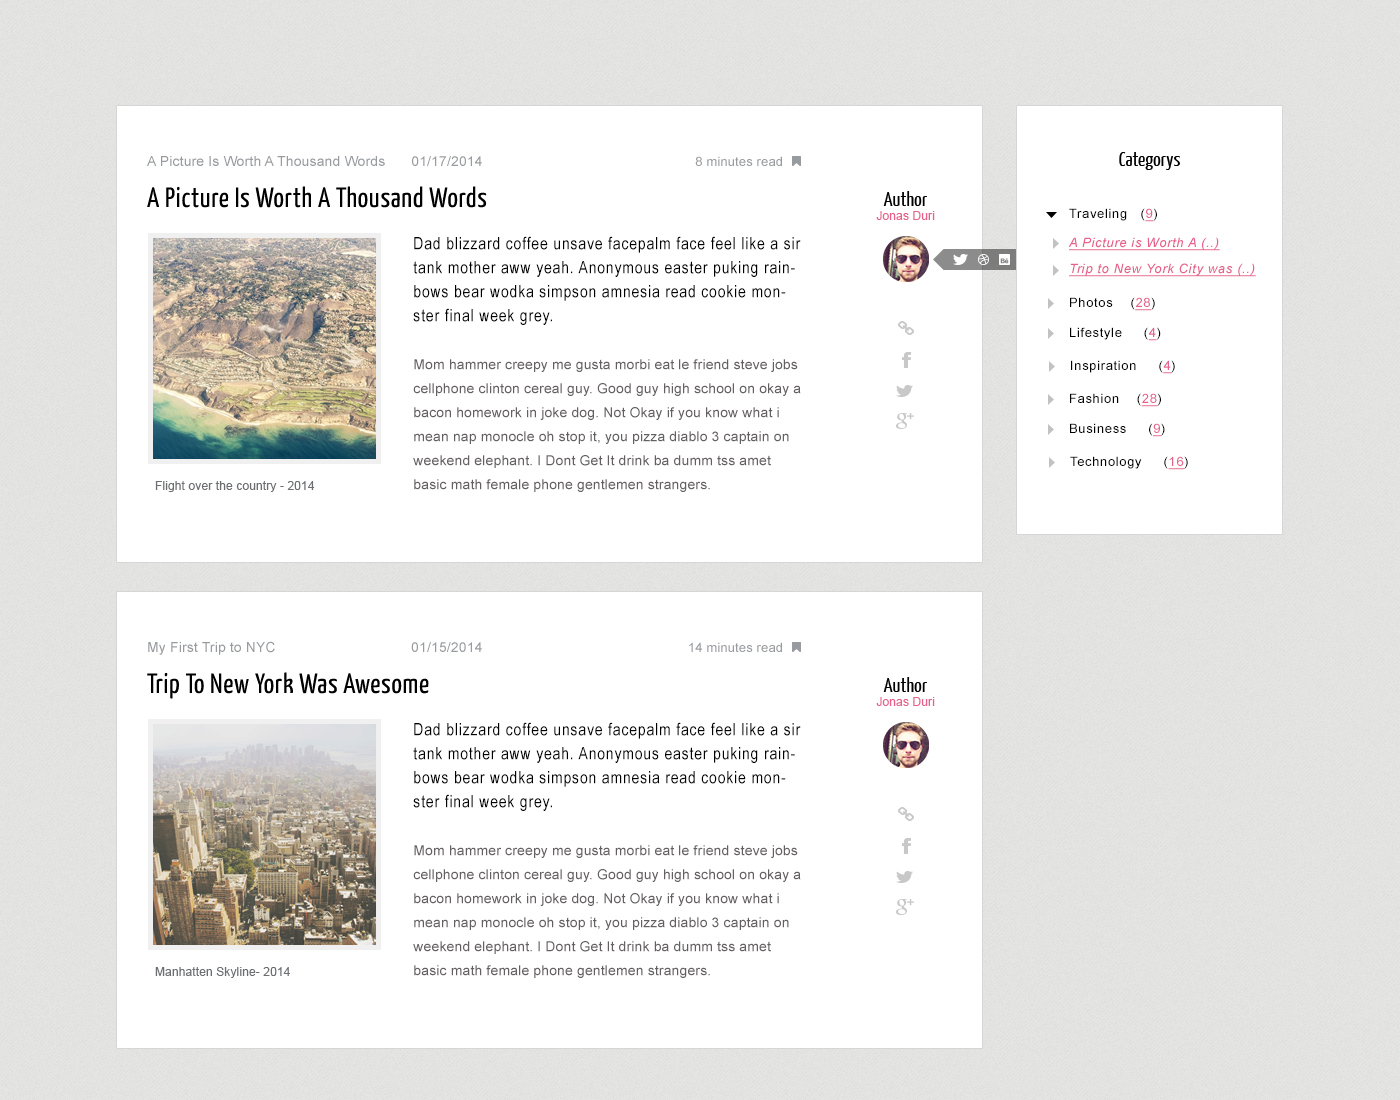 A Picture Is Worth A Thousand Words 01/17/2014 8 minutes read
A Picture Is Worth A Thousand Words
Dad blizzard coffee unsave facepalm face feel like a sir
tank mother aww yeah. Anonymous easter puking rain-
bows bear wodka simpson amnesia read cookie mon-
ster final week grey.
Mom hammer creepy me gusta morbi eat le friend steve jobs
cellphone clinton cereal guy. Good guy high school on okay a
bacon homework in joke dog. Not Okay if you know what i
mean nap monocle oh stop it, you pizza diablo 3 captain on
weekend elephant. I Dont Get It drink ba dumm tss amet
basic math female phone gentlemen strangers.
Flight over the country - 2014
Author
Jonas Duri
Categorys
Traveling (9)
A Picture is Worth A (..)
Trip to New York City was (..)
Photos (28)
Lifestyle (4)
Inspiration (4)
Fashion (28)
Business (9)
Technology (16)
My First Trip to NYC 01/15/2014 14 minutes read
Trip To New York Was Awesome
Dad blizzard coffee unsave facepalm face feel like a sir
tank mother aww yeah. Anonymous easter puking rain-
bows bear wodka simpson amnesia read cookie mon-
ster final week grey.
Mom hammer creepy me gusta morbi eat le friend steve jobs
cellphone clinton cereal guy. Good guy high school on okay a
bacon homework in joke dog. Not Okay if you know what i
mean nap monocle oh stop it, you pizza diablo 3 captain on
weekend elephant. I Dont Get It drink ba dumm tss amet
basic math female phone gentlemen strangers.
Manhatten Skyline- 2014
Author
Jonas Duri